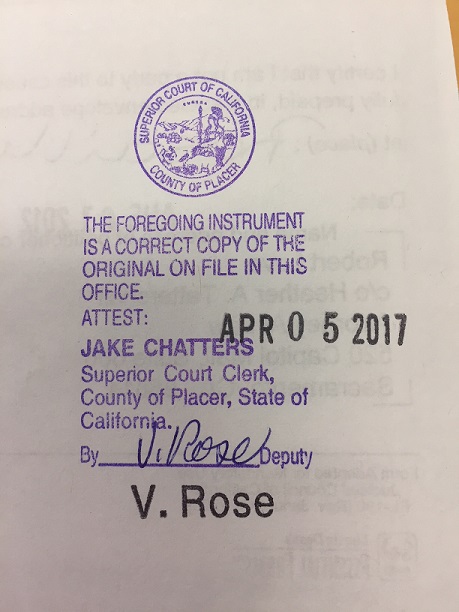 SUPERIOR COURT OF CALIFORNIA
EUREKA
COUNTY OF PLACER
THE FOREGOING INSTRUMENT
IS A CORRECT COPY OF THE
ORIGINAL ON FILE IN THIS
OFFICE.
ATTEST:
APR 0 5 2017
JAKE CHATTERS
Superior Court Clerk,
County of Placer, State of
California.
By V. Rose Deputy
V. Rose